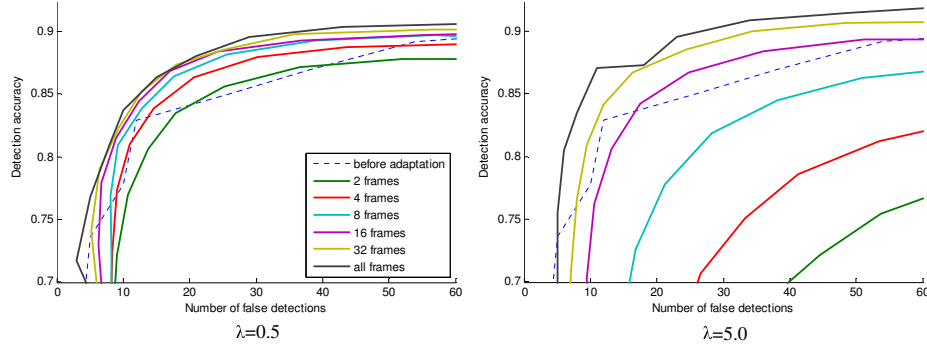 0.9
0.85
0.8
0.75
0.7
Detection accuracy
0 10 20 30 40 50 60
Number of false detections
before adaptation
2 frames
4 frames
8 frames
16 frames
32 frames
all frames
λ=0.5
0.9
0.85
0.8
0.75
0.7
Detection accuracy
0 10 20 30 40 50 60
Number of false detections
λ=5.0